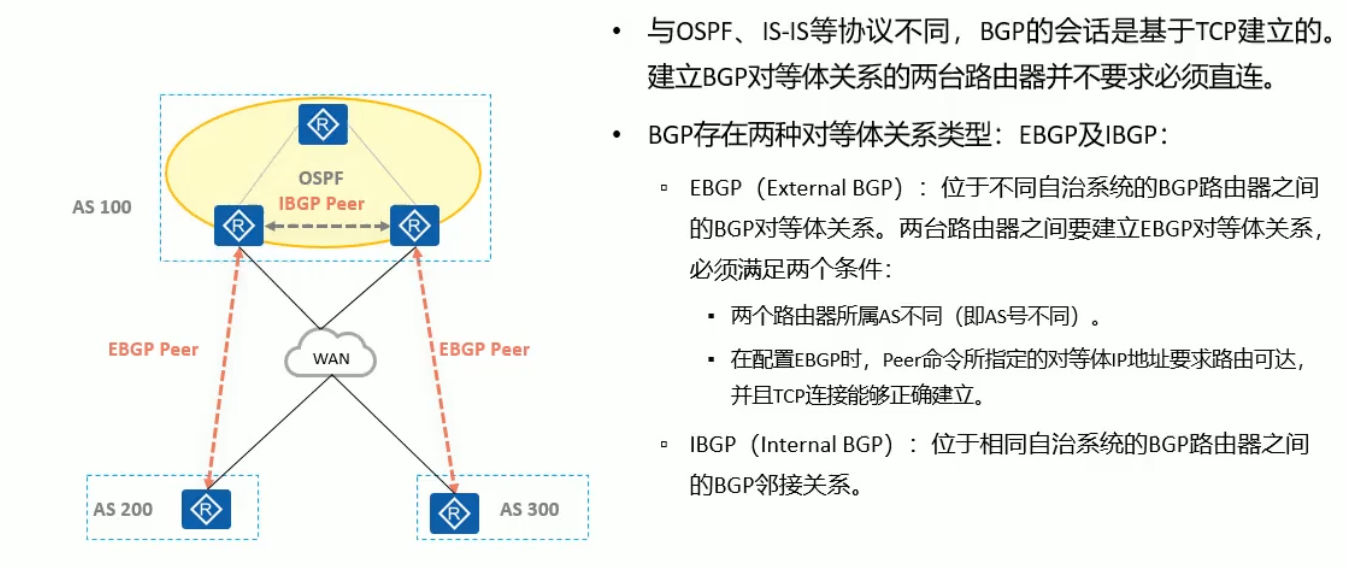 与OSPF、IS-IS等协议不同，BGP的会话是基于TCP建立的。
建立BGP对等体关系的两台路由器并不要求必须直连。
BGP存在两种对等体关系类型：EBGP及IBGP：
EBGP（External BGP）：位于不同自治系统的BGP路由器之间
的BGP对等体关系。两台路由器之间要建立EBGP对等体关系，
必须满足两个条件：
两个路由器所属AS不同（即AS号不同）。
在配置EBGP时，Peer命令所指定的对等体IP地址要求路由可达，
并且TCP连接能够正确建立。
IBGP（Internal BGP）：位于相同自治系统的BGP路由器之间
的BGP邻接关系。
R
OSPF
IBGP Peer
AS 100
R
R
EBGP Peer
WAN
EBGP Peer
AS 200
R
R
AS 300